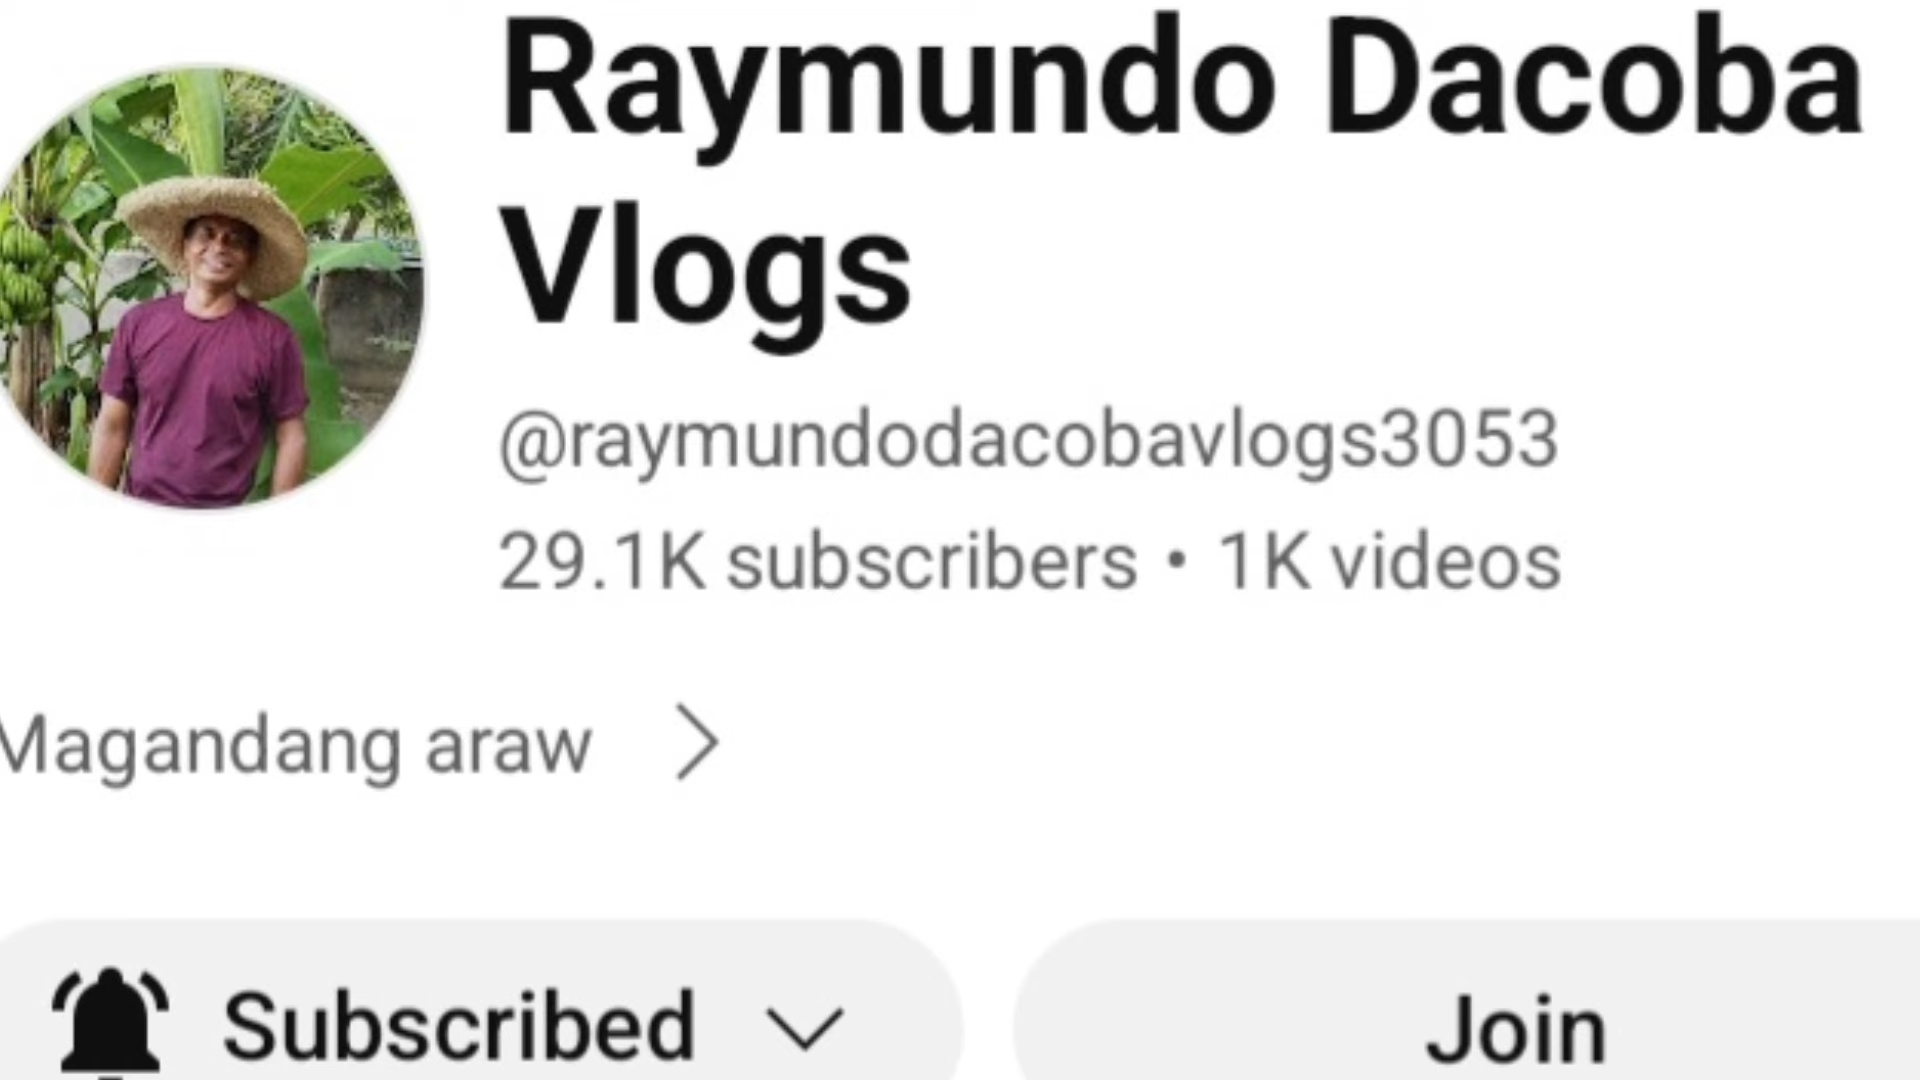 Raymundo Dacoba
Vlogs
@raymundodacobavlogs3053
29.1K subscribers • 1K videos
Magandang araw
Subscribed
Join